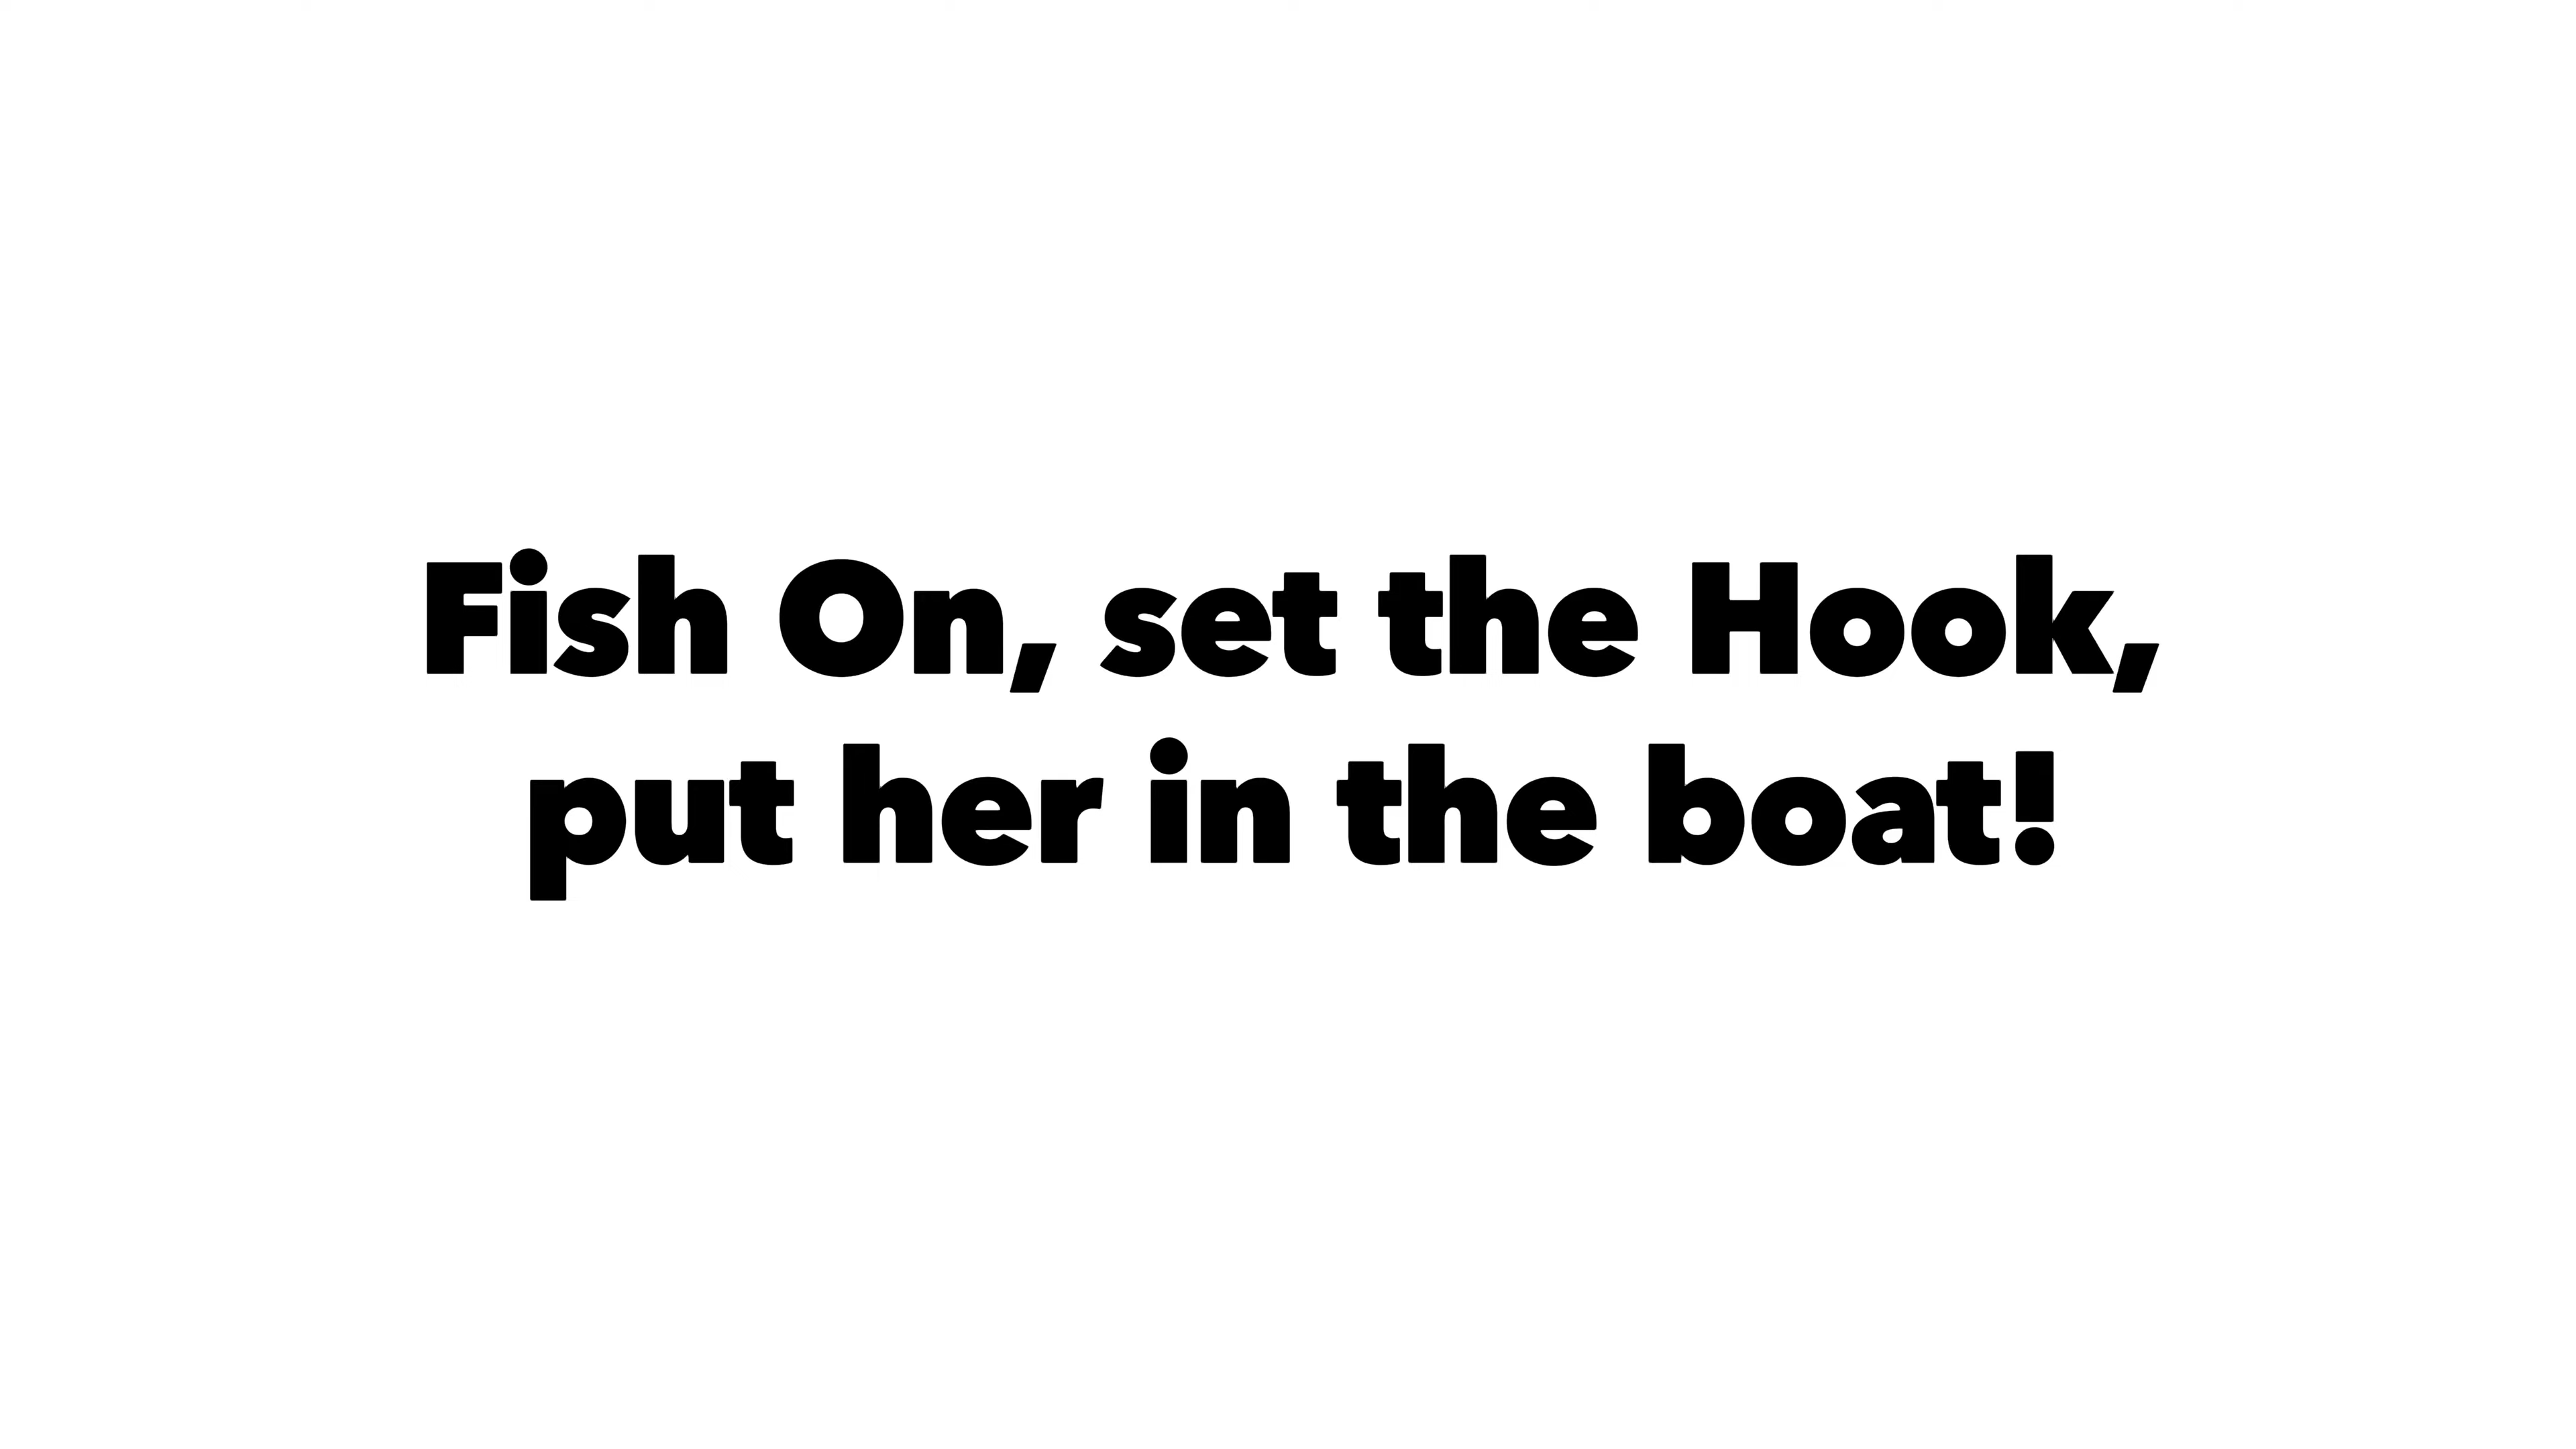 Fish On, set the Hook,
put her in the boat!